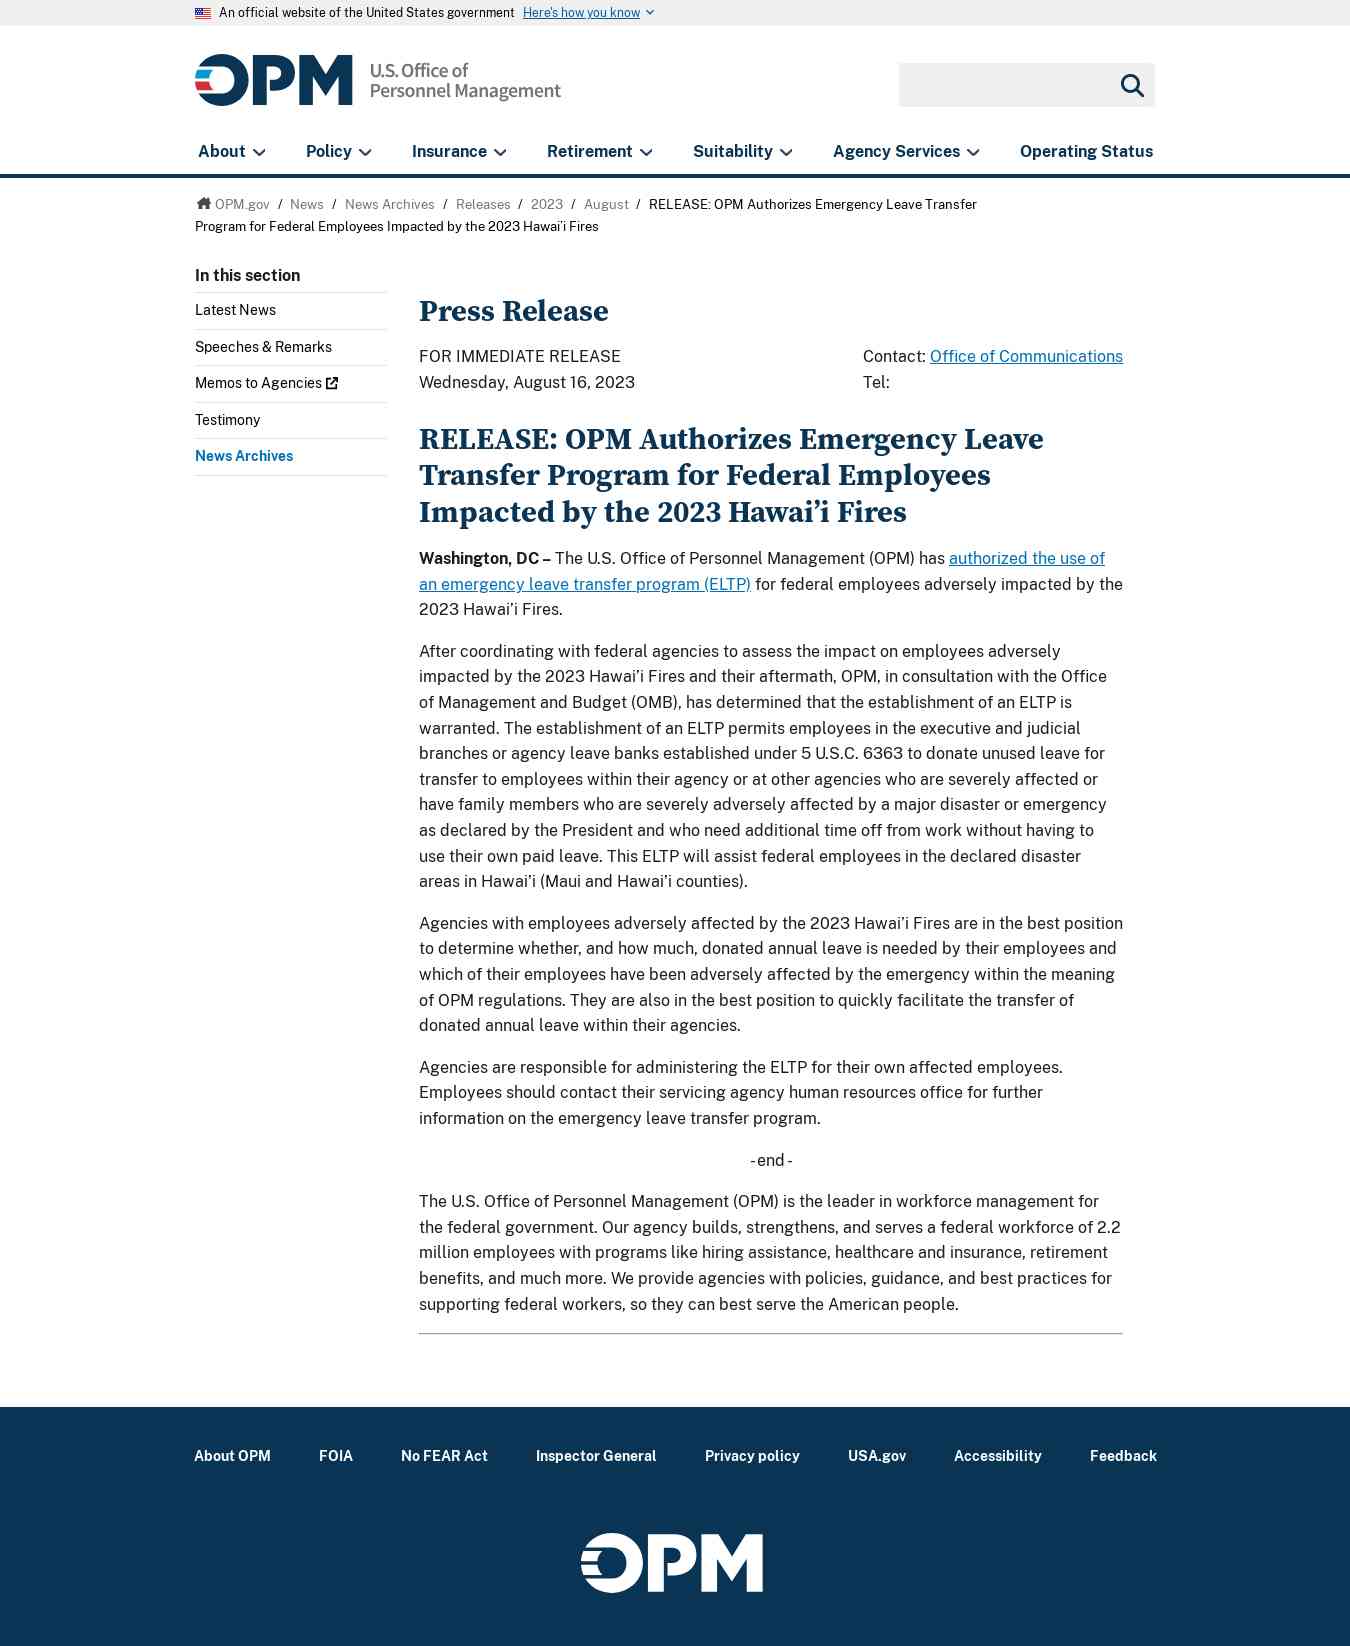 An official website of the United States government Here's how you know
OPM U.S. Office of
Personnel Management
About Policy Insurance Retirement Suitability Agency Services Operating Status
OPM.gov / News / News Archives / Releases / 2023 / August / RELEASE: OPM Authorizes Emergency Leave Transfer
Program for Federal Employees Impacted by the 2023 Hawai’i Fires
In this section
Latest News
Speeches & Remarks
Memos to Agencies
Testimony
News Archives
Press Release
FOR IMMEDIATE RELEASE
Wednesday, August 16, 2023
Contact: Office of Communications
Tel:
RELEASE: OPM Authorizes Emergency Leave
Transfer Program for Federal Employees
Impacted by the 2023 Hawai’i Fires
Washington, DC – The U.S. Office of Personnel Management (OPM) has authorized the use of
an emergency leave transfer program (ELTP) for federal employees adversely impacted by the
2023 Hawai’i Fires.
After coordinating with federal agencies to assess the impact on employees adversely
impacted by the 2023 Hawai’i Fires and their aftermath, OPM, in consultation with the Office
of Management and Budget (OMB), has determined that the establishment of an ELTP is
warranted. The establishment of an ELTP permits employees in the executive and judicial
branches or agency leave banks established under 5 U.S.C. 6363 to donate unused leave for
transfer to employees within their agency or at other agencies who are severely affected or
have family members who are severely adversely affected by a major disaster or emergency
as declared by the President and who need additional time off from work without having to
use their own paid leave. This ELTP will assist federal employees in the declared disaster
areas in Hawai’i (Maui and Hawai’i counties).
Agencies with employees adversely affected by the 2023 Hawai’i Fires are in the best position
to determine whether, and how much, donated annual leave is needed by their employees and
which of their employees have been adversely affected by the emergency within the meaning
of OPM regulations. They are also in the best position to quickly facilitate the transfer of
donated annual leave within their agencies.
Agencies are responsible for administering the ELTP for their own affected employees.
Employees should contact their servicing agency human resources office for further
information on the emergency leave transfer program.
- end -
The U.S. Office of Personnel Management (OPM) is the leader in workforce management for
the federal government. Our agency builds, strengthens, and serves a federal workforce of 2.2
million employees with programs like hiring assistance, healthcare and insurance, retirement
benefits, and much more. We provide agencies with policies, guidance, and best practices for
supporting federal workers, so they can best serve the American people.
About OPM FOIA No FEAR Act Inspector General Privacy policy USA.gov Accessibility Feedback
OPM